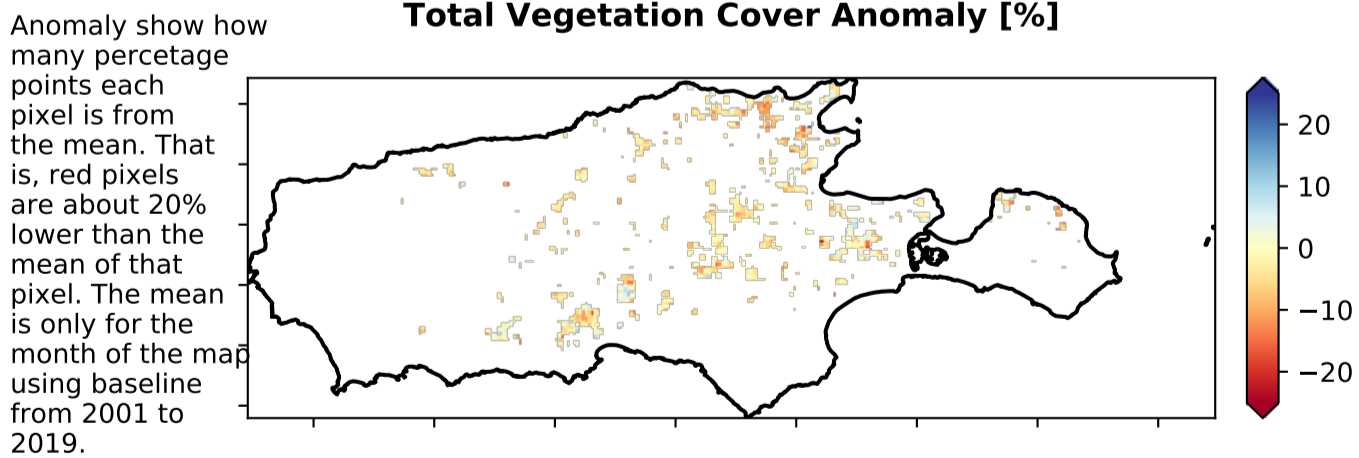 Total Vegetation Cover Anomaly [%]
Anomaly show how
many percetage
points each
pixel is from
the mean. That
is, red pixels
are about 20%
lower than the
mean of that
pixel. The mean
is only for the
month of the map
using baseline
from 2001 to
2019.
20
10
0
−10
−20